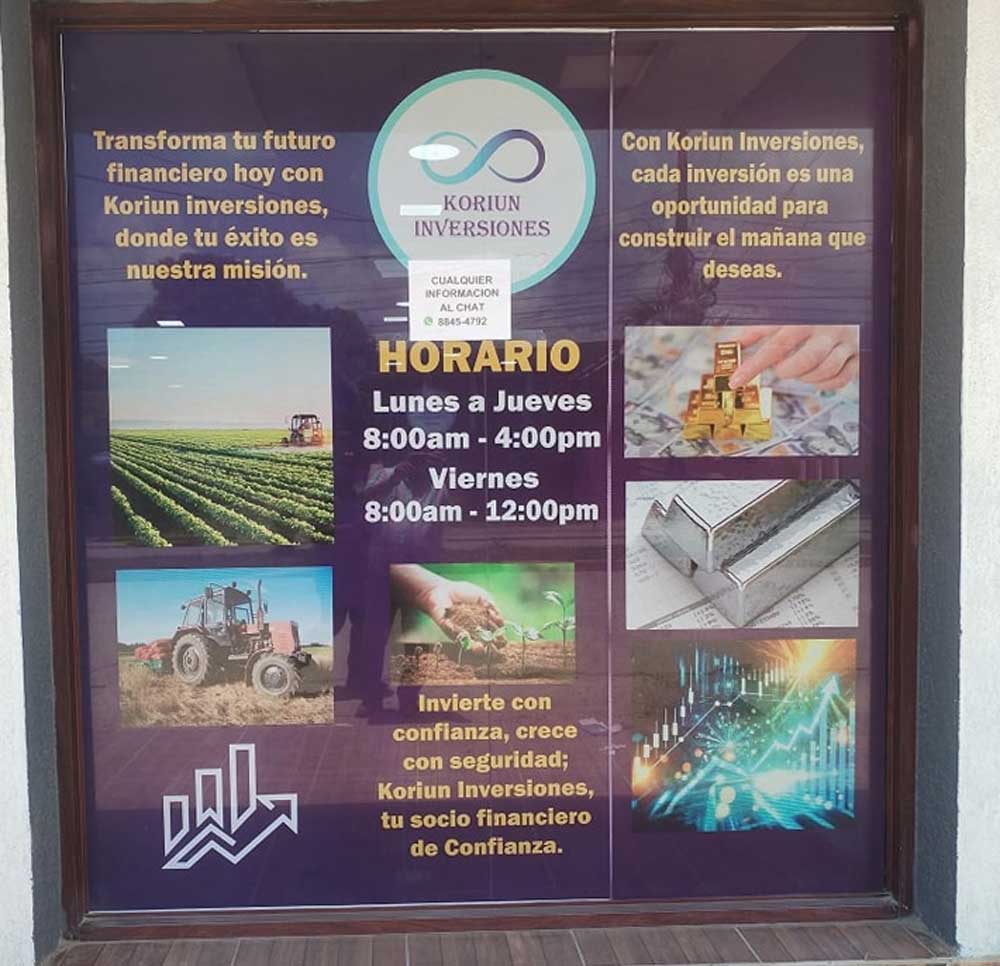 Transforma tu futuro
financiero hoy con
Koriun inversiones,
donde tu éxito es
nuestra misión.
KORIUN
INVERSIONES
CUALQUIER
INFORMACION
AL CHAT
8845-4792
Con Koriun Inversiones,
cada inversión es una
oportunidad para
construir el mañana que
deseas.
HORARIO
Lunes a Jueves
8:00am - 4:00pm
Viernes
8:00am - 12:00pm
Invierte con
confianza, crece
con seguridad;
Koriun Inversiones,
tu socio financiero
de Confianza.